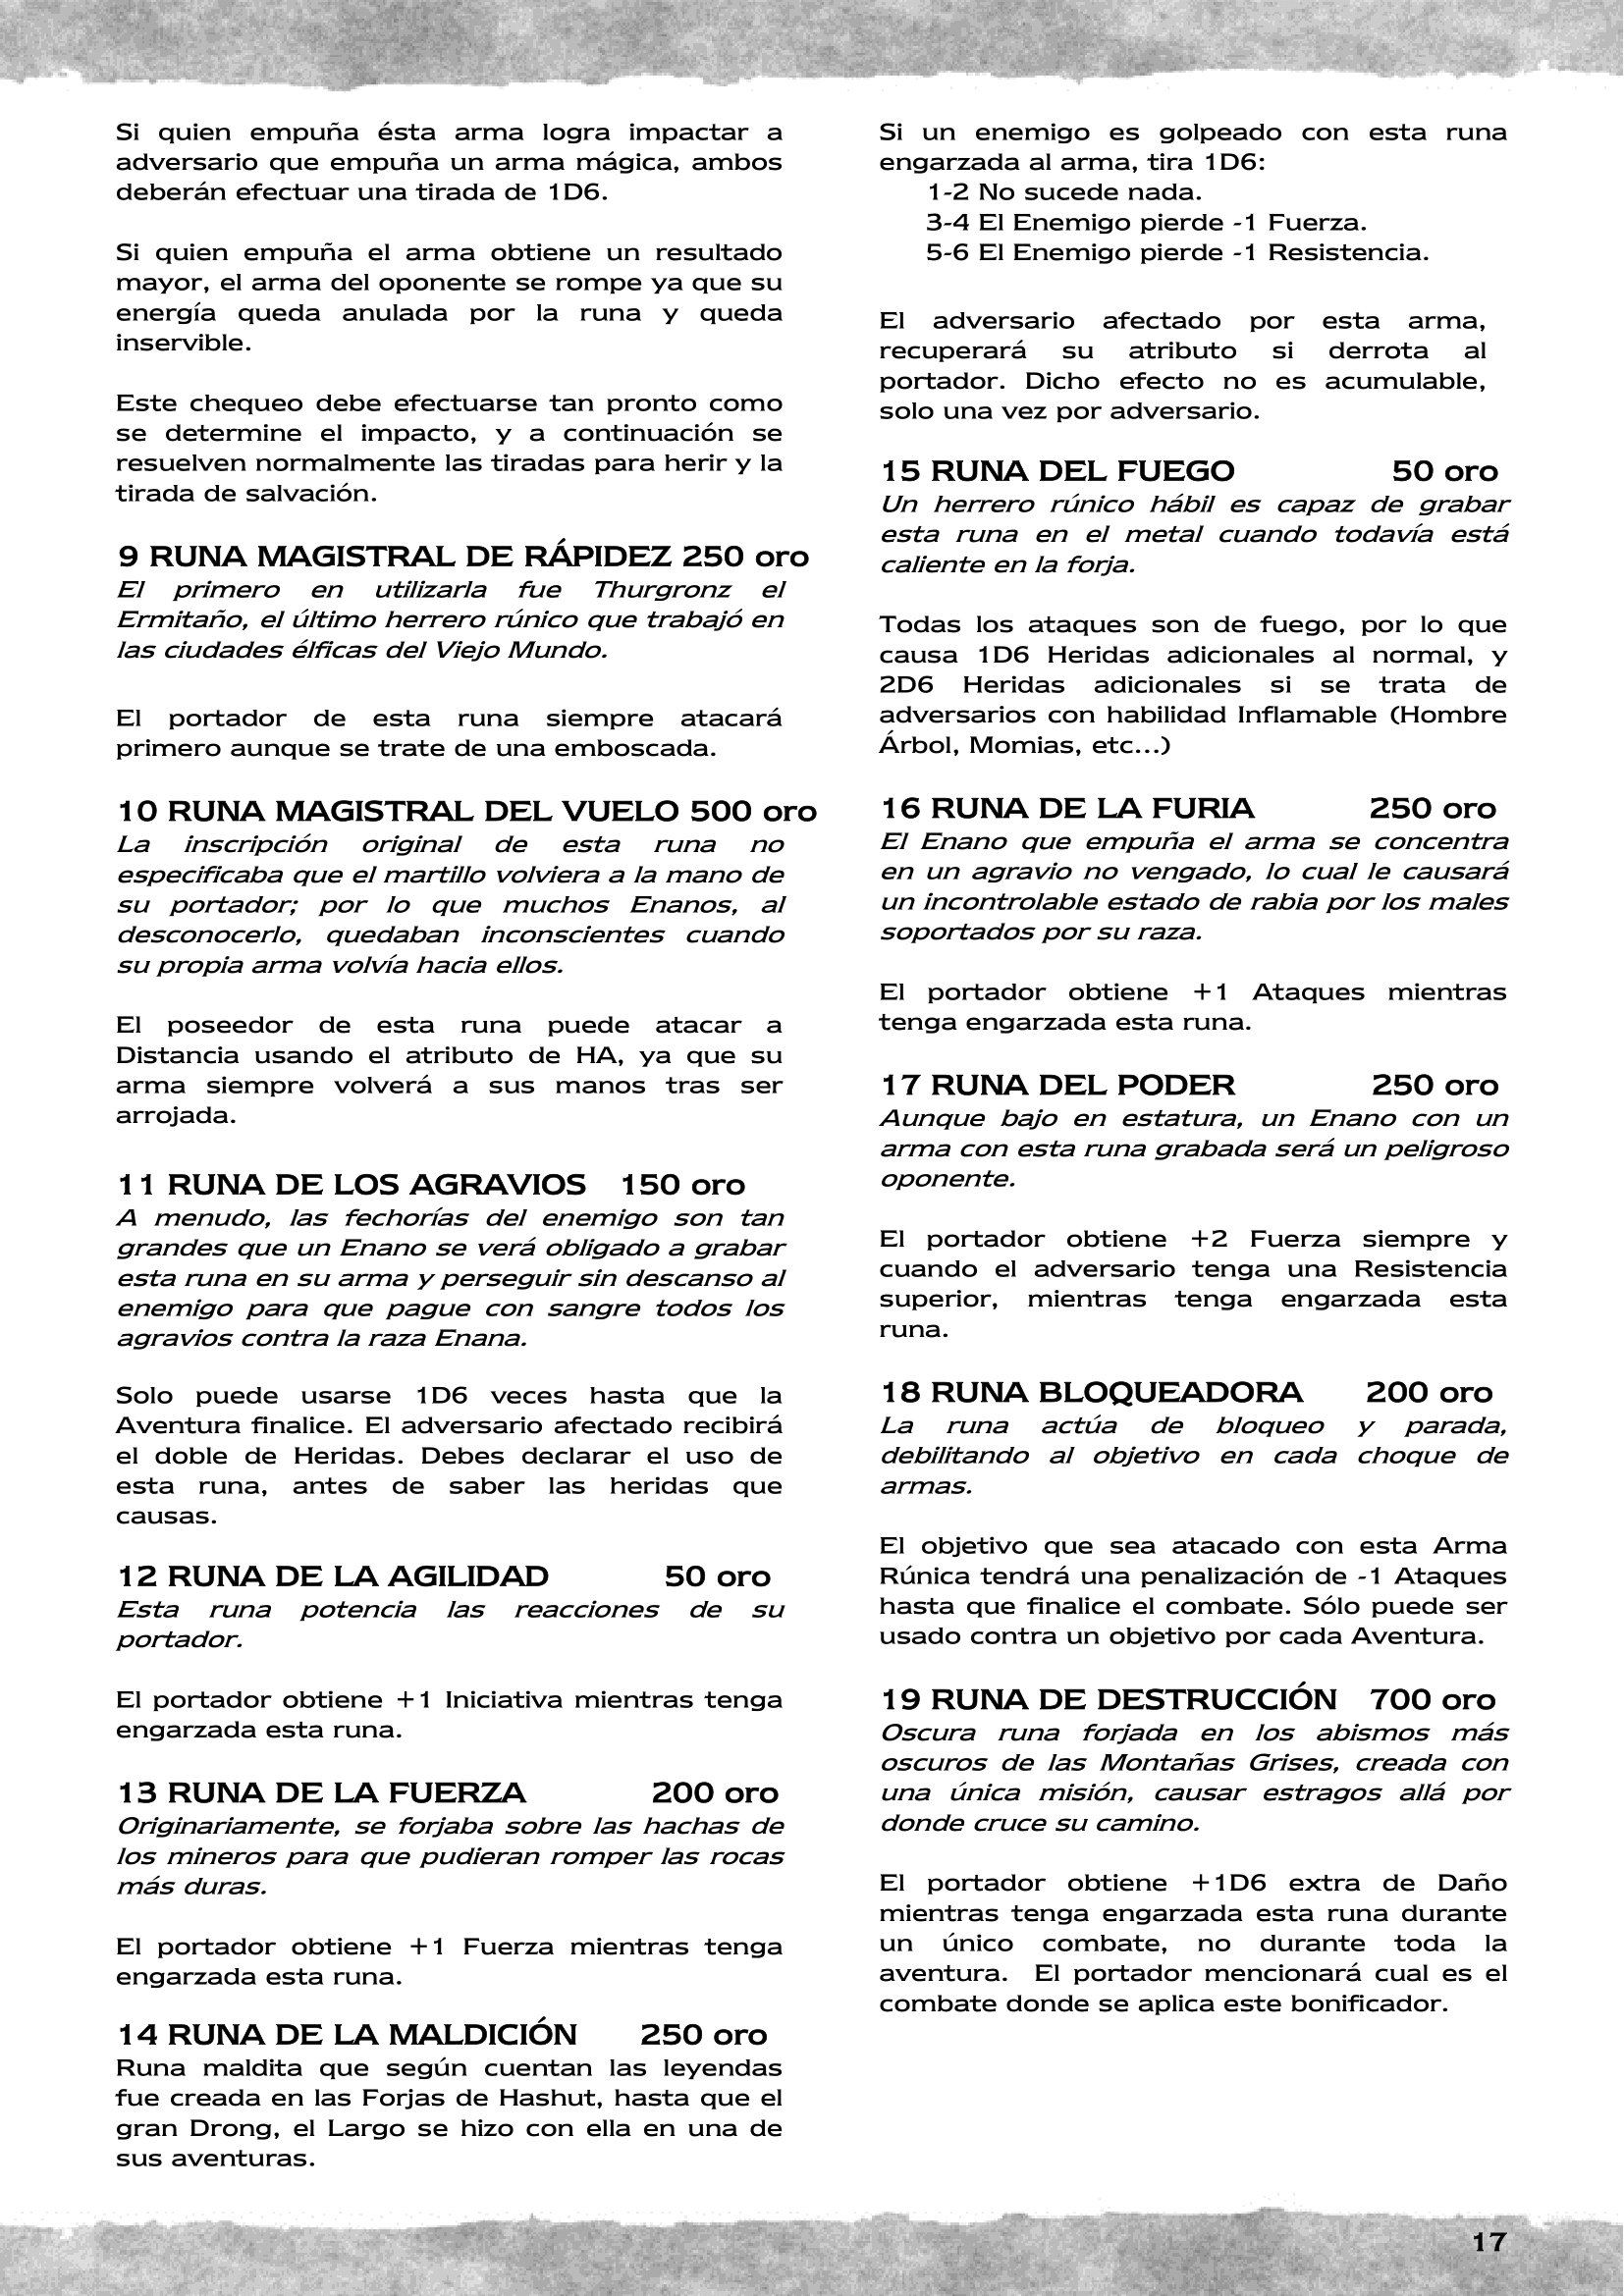 Si quien empuña ésta arma logra impactar a
adversario que empuña un arma mágica, ambos
deberán efectuar una tirada de 1D6.
Si quien empuña el arma obtiene un resultado
mayor, el arma del oponente se rompe ya que su
energía queda anulada por la runa y queda
inservible.
Este chequeo debe efectuarse tan pronto como
se determine el impacto, y a continuación se
resuelven normalmente las tiradas para herir y la
tirada de salvación.
9 RUNA MAGISTRAL DE RÁPIDEZ 250 oro
El primero en utilizarla fue Thurgronz el
Ermitaño, el último herrero rúnico que trabajó en
las ciudades élficas del Viejo Mundo.
El portador de esta runa siempre atacará
primero aunque se trate de una emboscada.
10 RUNA MAGISTRAL DEL VUELO 500 oro
La inscripción original de esta runa no
especificaba que el martillo volviera a la mano de
su portador; por lo que muchos Enanos, al
desconocerlo, quedaban inconscientes cuando
su propia arma volvía hacia ellos.
El poseedor de esta runa puede atacar a
Distancia usando el atributo de HA, ya que su
arma siempre volverá a sus manos tras ser
arrojada.
11 RUNA DE LOS AGRAVIOS 150 oro
A menudo, las fechorías del enemigo son tan
grandes que un Enano se verá obligado a grabar
esta runa en su arma y perseguir sin descanso al
enemigo para que pague con sangre todos los
agravios contra la raza Enana.
Solo puede usarse 1D6 veces hasta que la
Aventura finalice. El adversario afectado recibirá
el doble de Heridas. Debes declarar el uso de
esta runa, antes de saber las heridas que
causas.
12 RUNA DE LA AGILIDAD 50 oro
Esta runa potencia las reacciones de su
portador.
El portador obtiene +1 Iniciativa mientras tenga
engarzada esta runa.
13 RUNA DE LA FUERZA 200 oro
Originariamente, se forjaba sobre las hachas de
los mineros para que pudieran romper las rocas
más duras.
El portador obtiene +1 Fuerza mientras tenga
engarzada esta runa.
14 RUNA DE LA MALDICIÓN 250 oro
Runa maldita que según cuentan las leyendas
fue creada en las Forjas de Hashut, hasta que el
gran Drong, el Largo se hizo con ella en una de
sus aventuras.
Si un enemigo es golpeado con esta runa
engarzada al arma, tira 1D6:
1-2 No sucede nada.
3-4 El Enemigo pierde -1 Fuerza.
5-6 El Enemigo pierde -1 Resistencia.
El adversario afectado por esta arma,
recuperará su atributo si derrota al
portador. Dicho efecto no es acumulable,
solo una vez por adversario.
15 RUNA DEL FUEGO 50 oro
Un herrero rúnico hábil es capaz de grabar
esta runa en el metal cuando todavía está
caliente en la forja.
Todas los ataques son de fuego, por lo que
causa 1D6 Heridas adicionales al normal, y
2D6 Heridas adicionales si se trata de
adversarios con habilidad Inflamable (Hombre
Árbol, Momias, etc...)
16 RUNA DE LA FURIA 250 oro
El Enano que empuña el arma se concentra
en un agravio no vengado, lo cual le causará
un incontrolable estado de rabia por los males
soportados por su raza.
El portador obtiene +1 Ataques mientras
tenga engarzada esta runa.
17 RUNA DEL PODER 250 oro
Aunque bajo en estatura, un Enano con un
arma con esta runa grabada será un peligroso
oponente.
El portador obtiene +2 Fuerza siempre y
cuando el adversario tenga una Resistencia
superior, mientras tenga engarzada esta
runa.
18 RUNA BLOQUEADORA 200 oro
La runa actúa de bloqueo y parada,
debilitando al objetivo en cada choque de
armas.
El objetivo que sea atacado con esta Arma
Rúnica tendrá una penalización de -1 Ataques
hasta que finalice el combate. Sólo puede ser
usado contra un objetivo por cada Aventura.
19 RUNA DE DESTRUCCIÓN 700 oro
Oscura runa forjada en los abismos más
oscuros de las Montañas Grises, creada con
una única misión, causar estragos allá por
donde cruce su camino.
El portador obtiene +1D6 extra de Daño
mientras tenga engarzada esta runa durante
un único combate, no durante toda la
aventura. El portador mencionará cual es el
combate donde se aplica este bonificador.
17